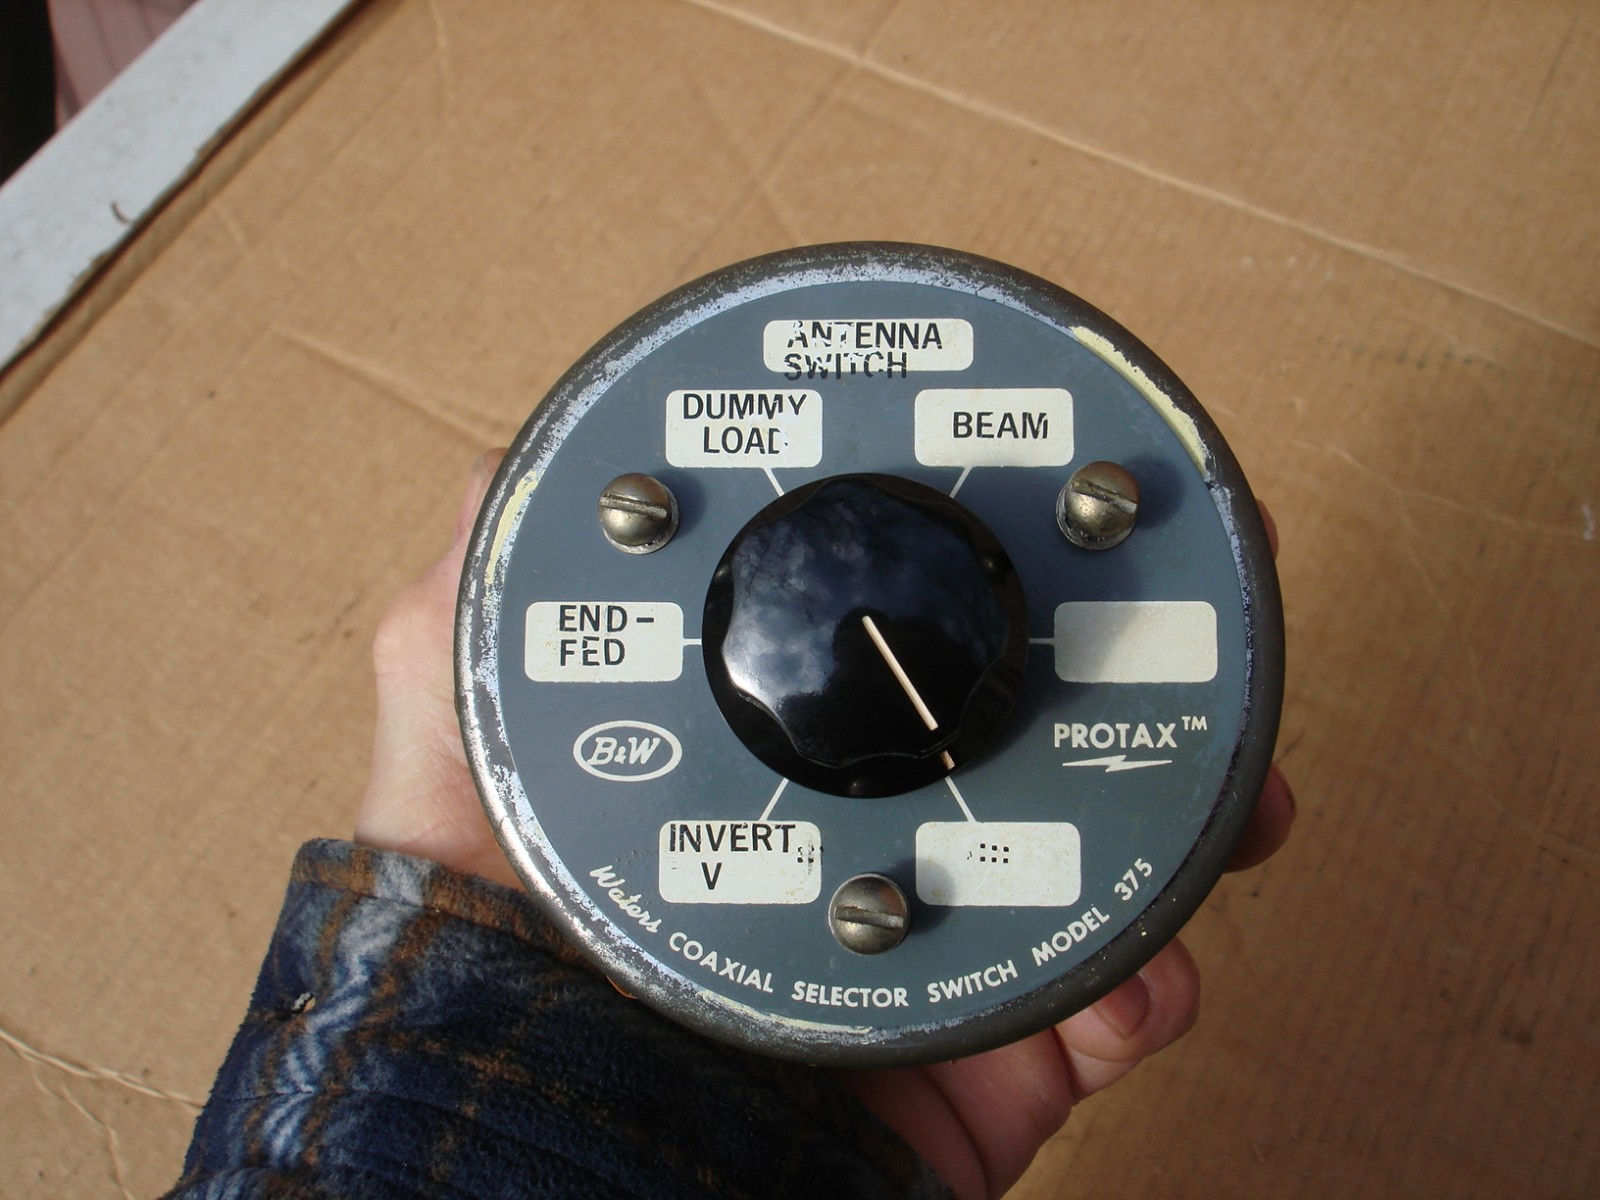 ANTENNA
SWITCH
DUMMY
LOAD
BEAM
END-
FED
B&W
PROTAX™
INVERT
V
Waters COAXIAL SELECTOR SWITCH MODEL 375